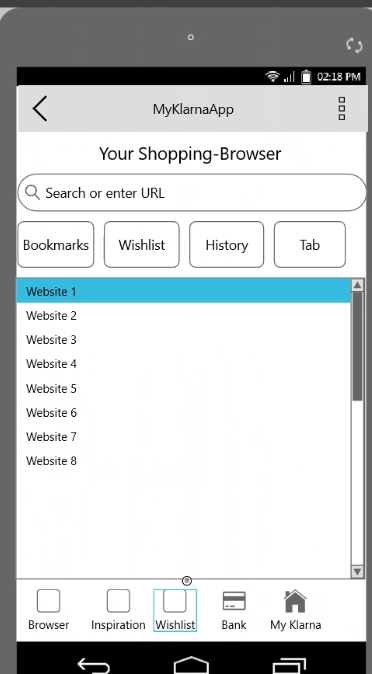 02:18 PM
MyKlarnaApp
Your Shopping-Browser
Search or enter URL
Bookmarks Wishlist History Tab
Website 1
Website 2
Website 3
Website 4
Website 5
Website 6
Website 7
Website 8
Browser Inspiration Wishlist Bank My Klarna